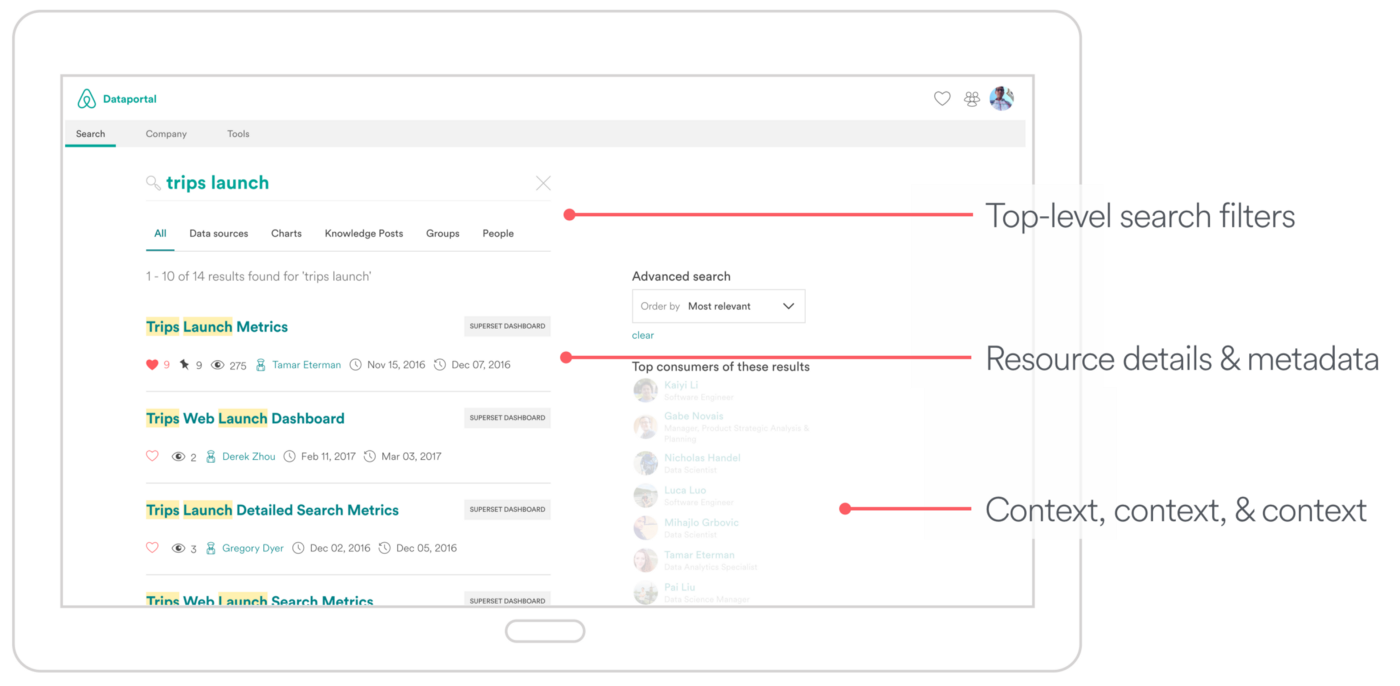 Dataportal
Search Company Tools
trips launch
All Data sources Charts Knowledge Posts Groups People
1 - 10 of 14 results found for 'trips launch'
Trips Launch Metrics SUPERSET DASHBOARD
9 9 275 Tamar Eterman Nov 15, 2016 Dec 07, 2016
Trips Web Launch Dashboard SUPERSET DASHBOARD
2 Derek Zhou Feb 11, 2017 Mar 03, 2017
Trips Launch Detailed Search Metrics SUPERSET DASHBOARD
3 Gregory Dyer Dec 02, 2016 Dec 05, 2016
Trips Web Launch Search Metrics SUPERSET DASHBOARD
Advanced search
Order by Most relevant
clear
Top consumers of these results
Kaiyi Li
Software Engineer
Gabe Novais
Manager, Product Strategic Analysis &
Planning
Nicholas Handel
Data Scientist
Luca Luo
Software Engineer
Mihajlo Grbovic
Data Scientist
Tamar Eterman
Data Analytics Specialist
Pai Liu
Data Science Manager
Top-level search filters
Resource details & metadata
Context, context, & context